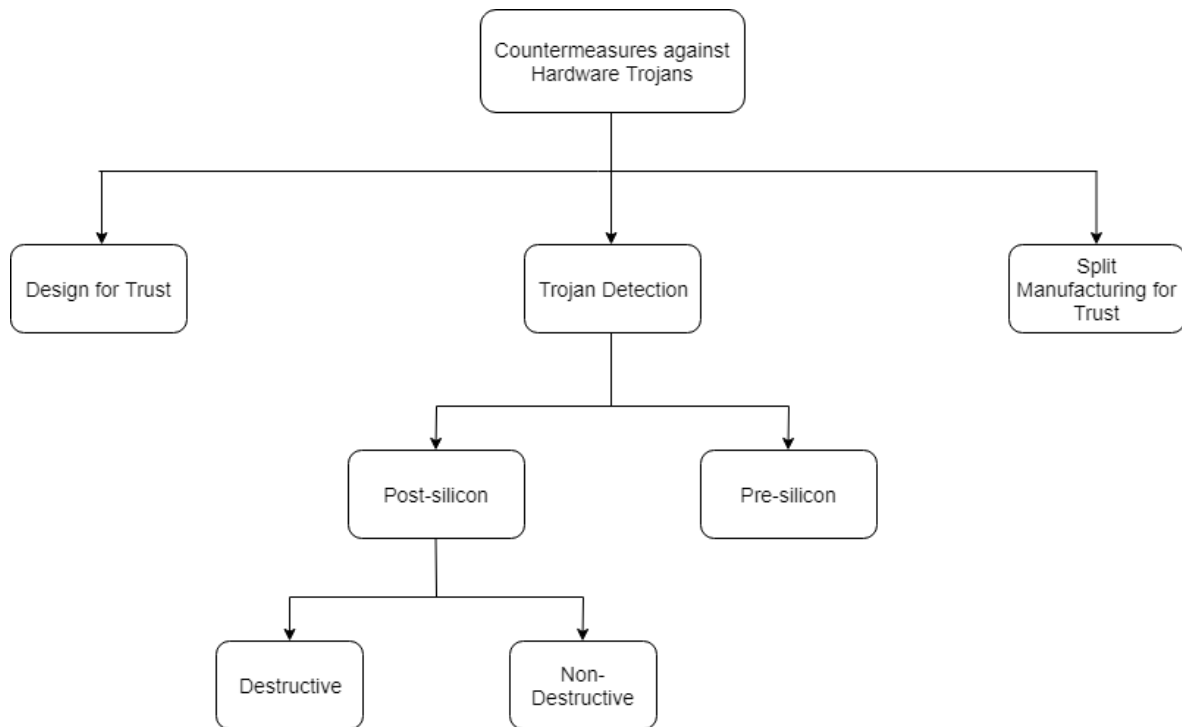 Countermeasures against
Hardware Trojans
Design for Trust
Trojan Detection
Split
Manufacturing for
Trust
Post-silicon
Pre-silicon
Destructive
Non-
Destructive